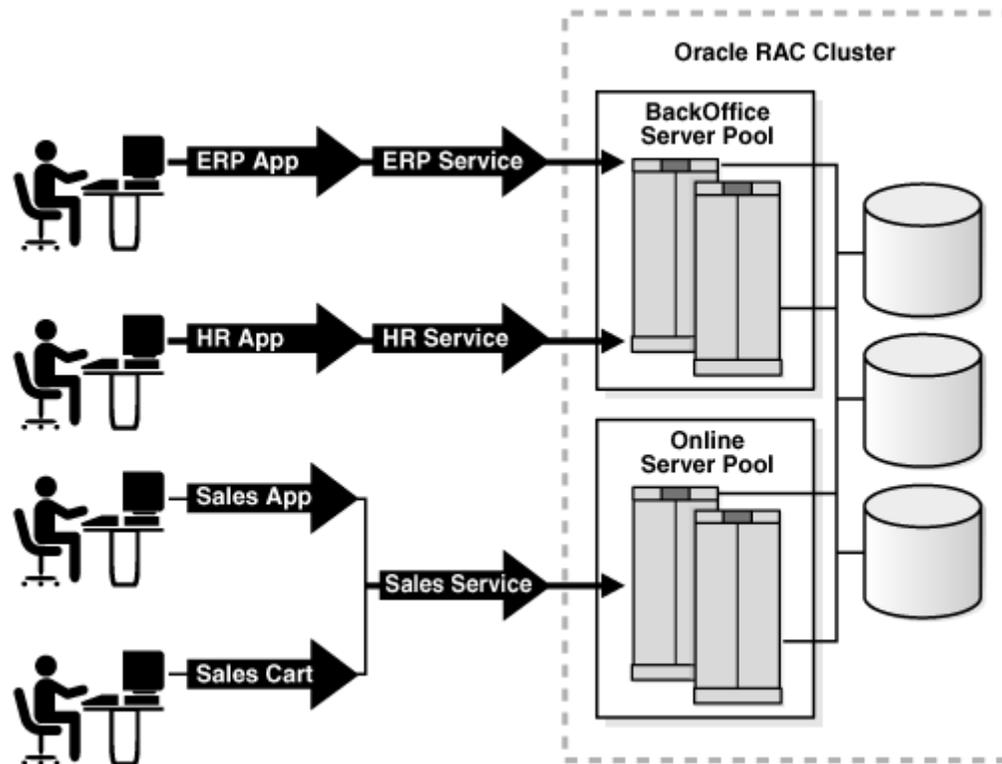 Oracle RAC Cluster
BackOffice
Server Pool
ERP App
ERP Service
HR App
HR Service
Online
Server Pool
Sales App
Sales Service
Sales Cart